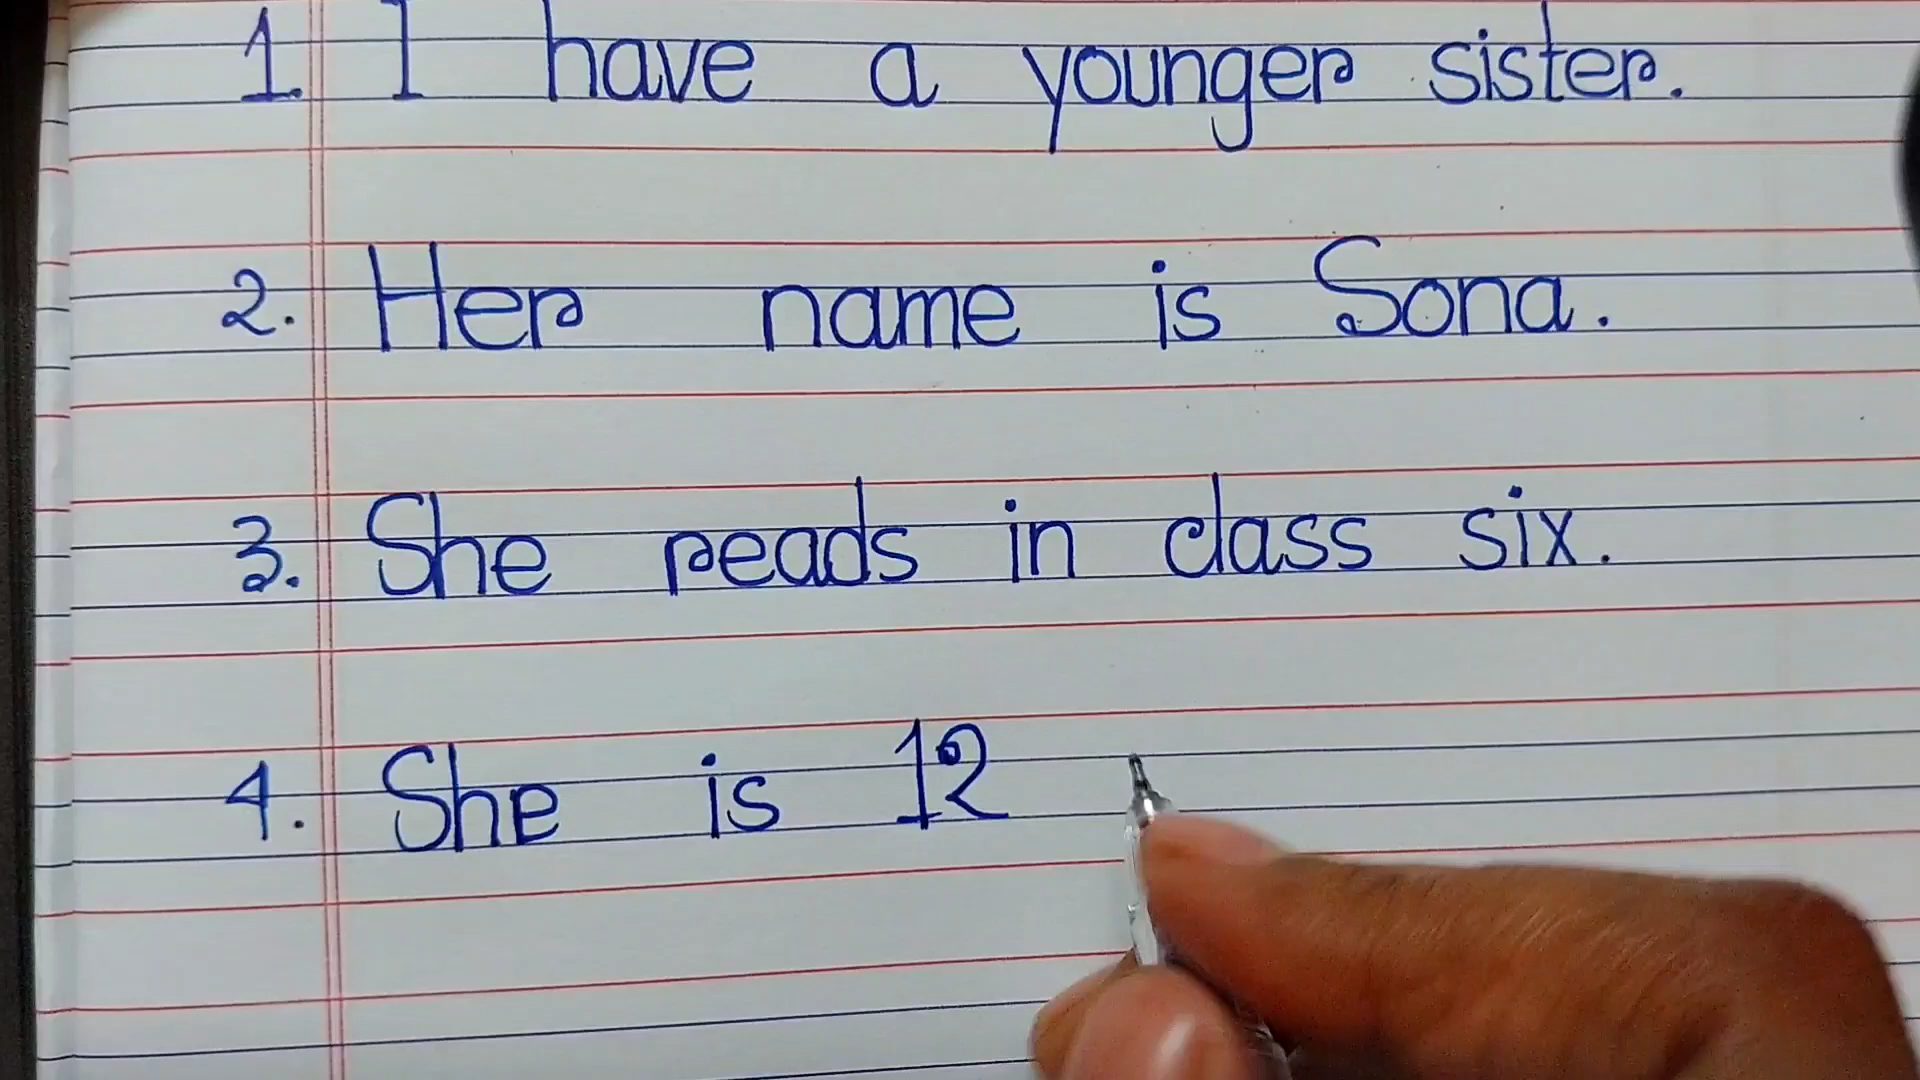 1. I have a younger sister.
2. Her name is Sona.
3. She reads in class six.
4. She is 12